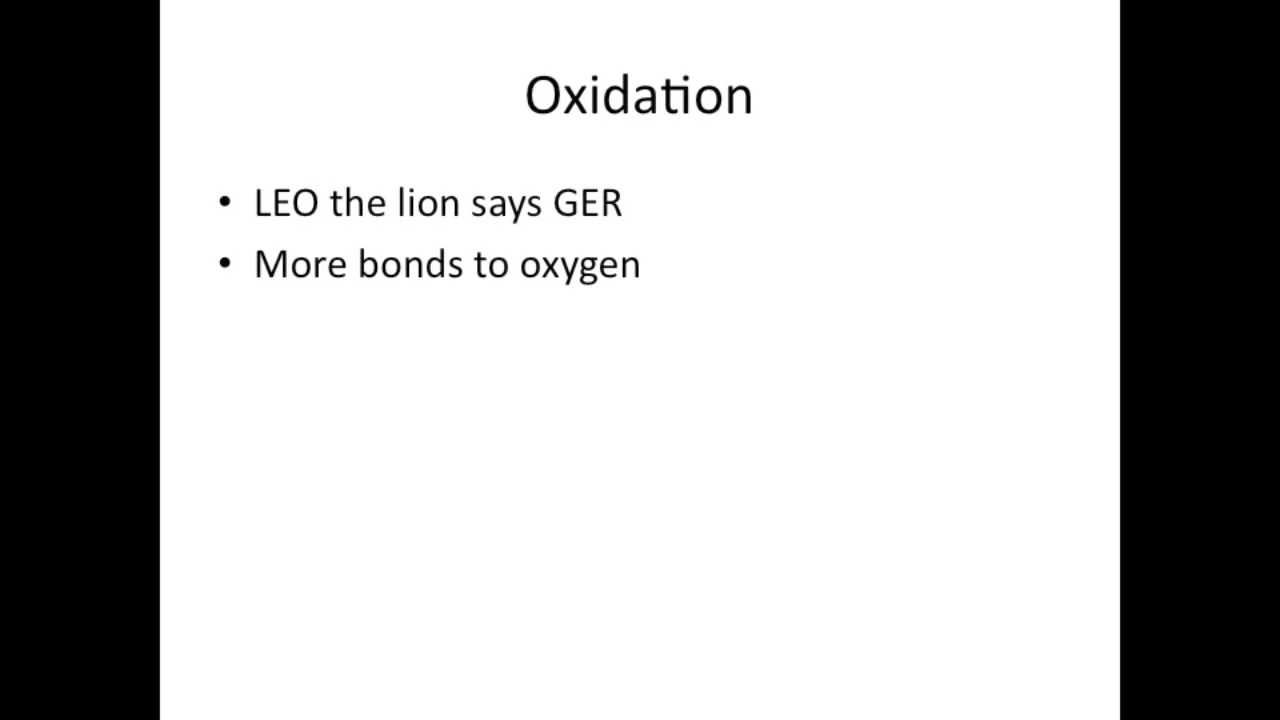 Oxidation
• LEO the lion says GER
• More bonds to oxygen